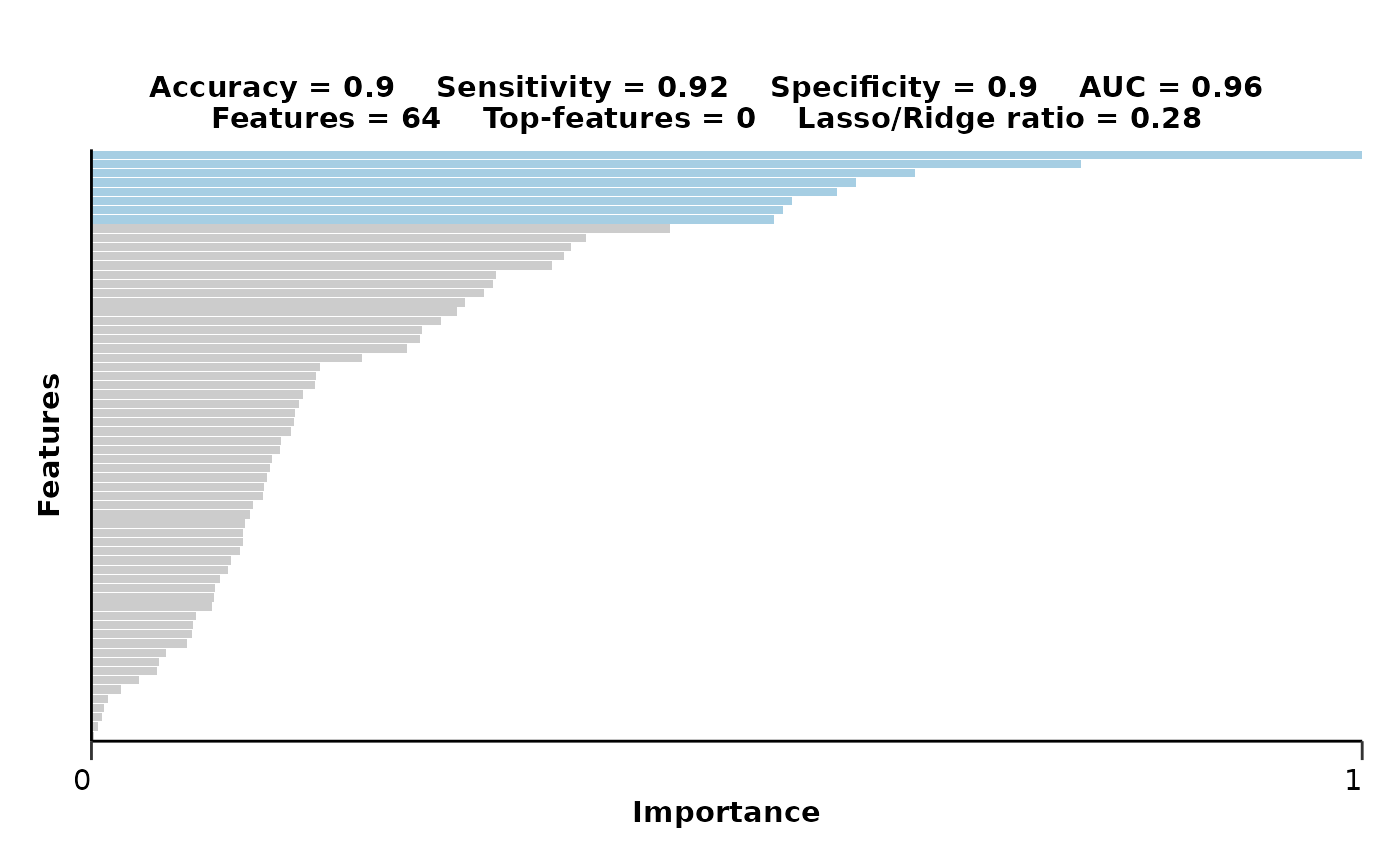 Accuracy = 0.9    Sensitivity = 0.92    Specificity = 0.9    AUC = 0.96
Features = 64    Top-features = 0    Lasso/Ridge ratio = 0.28
Features
0
1
Importance